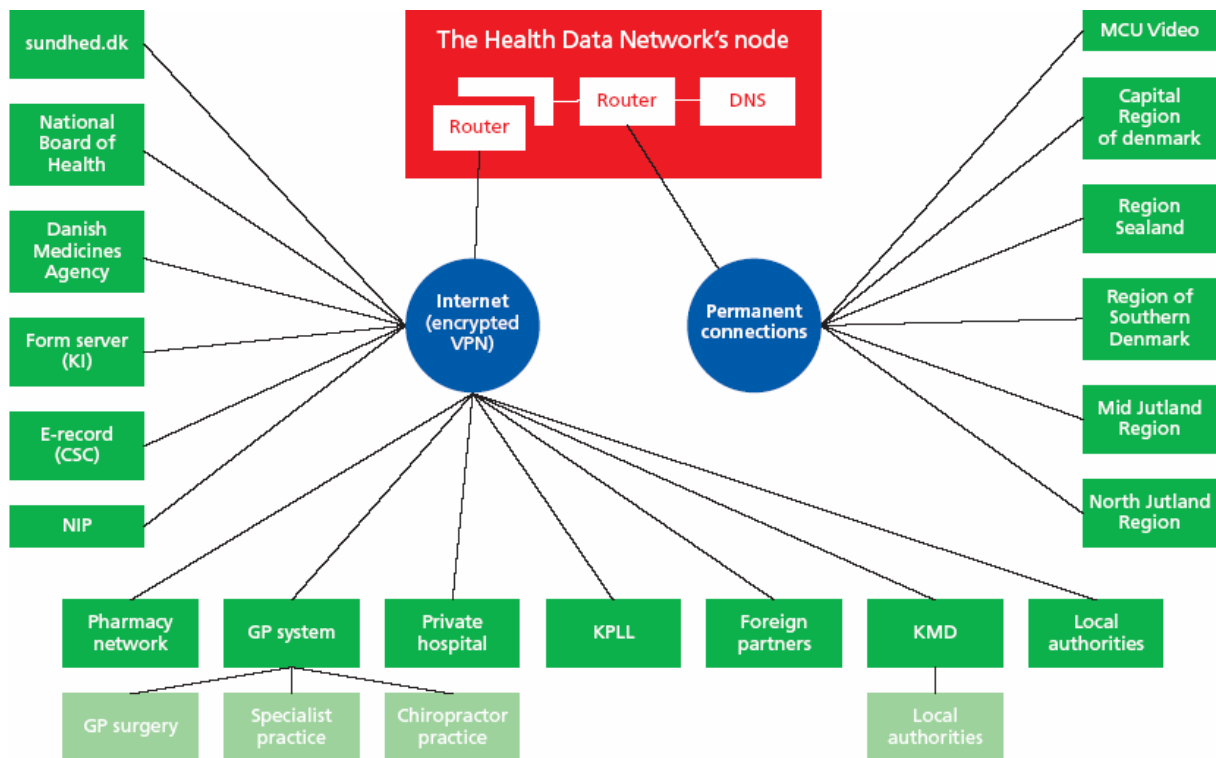 sundhed.dk
National
Board of
Health
Danish
Medicines
Agency
Form server
(KI)
E-record
(CSC)
NIP
The Health Data Network's node
Router
Router
DNS
Internet
(encrypted
VPN)
Permanent
connections
MCU Video
Capital
Region
of denmark
Region
Sealand
Region of
Southern
Denmark
Mid Jutland
Region
North Jutland
Region
Pharmacy
network
GP system
Private
hospital
KPLL
Foreign
partners
KMD
Local
authorities
GP surgery
Specialist
practice
Chiropractor
practice
Local
authorities